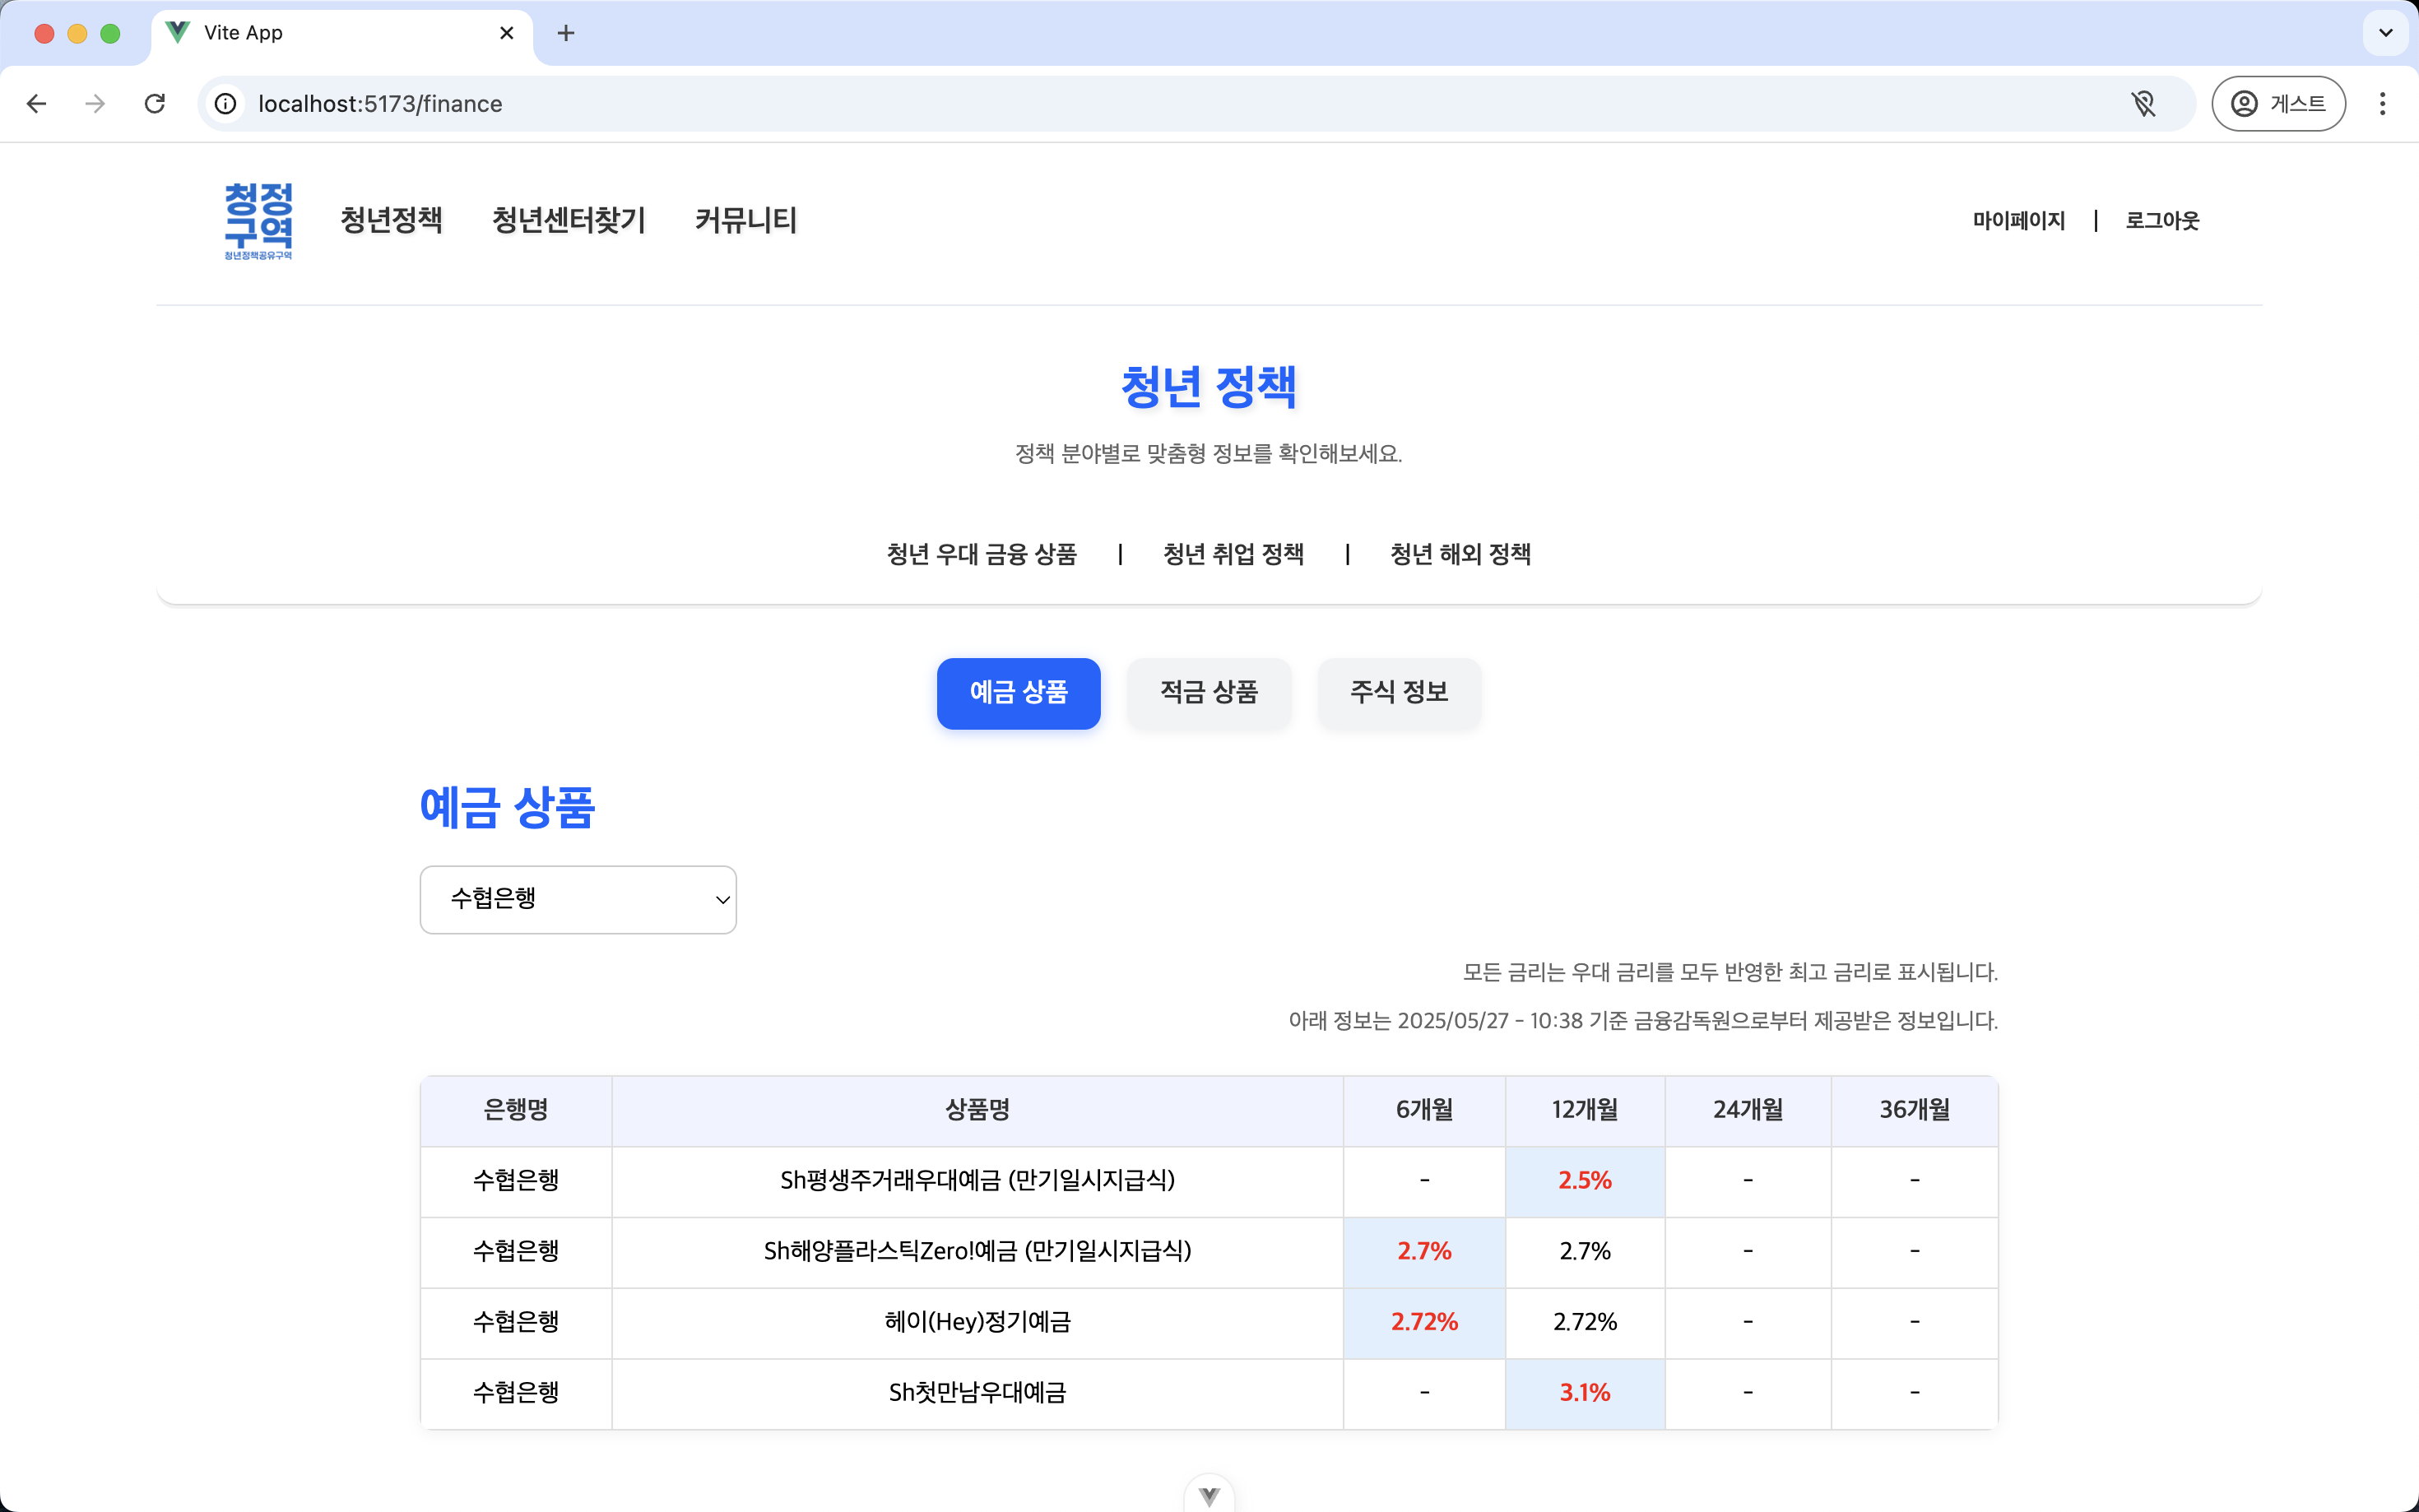 Vite App
localhost:5173/finance
게스트
청정
구역
청년정책공유구역
청년정책 청년센터찾기 커뮤니티
마이페이지 | 로그아웃
청년 정책
정책 분야별로 맞춤형 정보를 확인해보세요.
청년 우대 금융 상품 | 청년 취업 정책 | 청년 해외 정책
예금 상품 적금 상품 주식 정보
예금 상품
수협은행
모든 금리는 우대 금리를 모두 반영한 최고 금리로 표시됩니다.
아래 정보는 2025/05/27 - 10:38 기준 금융감독원으로부터 제공받은 정보입니다.
은행명 상품명 6개월 12개월 24개월 36개월
수협은행 Sh평생주거래우대예금 (만기일시지급식) - 2.5% - -
수협은행 Sh해양플라스틱Zero!예금 (만기일시지급식) 2.7% 2.7% - -
수협은행 헤이(Hey)정기예금 2.72% 2.72% - -
수협은행 Sh첫만남우대예금 - 3.1% - -